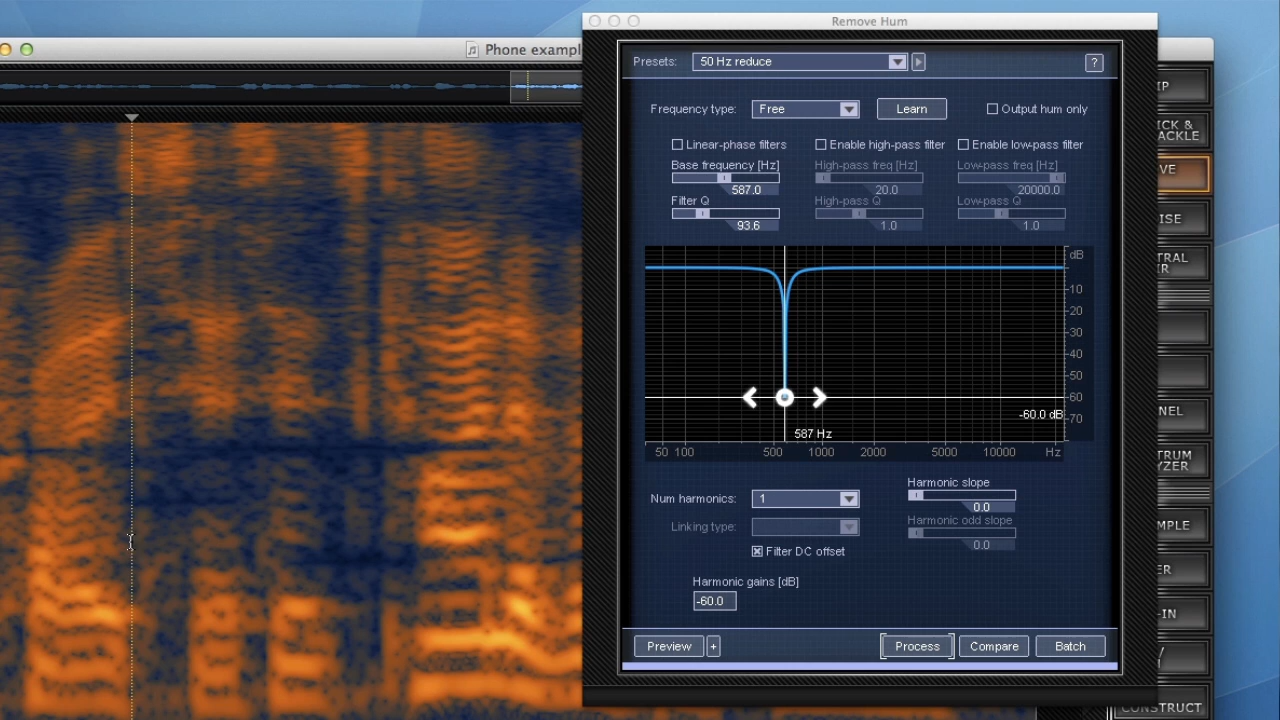 Remove Hum
Phone exampl
Presets: 50 Hz reduce ?
Frequency type: Free Learn Output hum only
Linear-phase filters Enable high-pass filter Enable low-pass filter
Base frequency [Hz] High-pass freq [Hz] Low-pass freq [Hz]
587.0 20.0 20000.0
Filter Q High-pass Q Low-pass Q
93.6 1.0 1.0
dB
-10
-20
-30
-40
-50
-60
-60.0 dB
-70
587 Hz
50 100 500 1000 2000 5000 10000 Hz
Num harmonics: 1 Harmonic slope
0.0
Linking type: Harmonic odd slope
0.0
Filter DC offset
Harmonic gains [dB]
-60.0
Preview + Process Compare Batch
IP
ICK &
ACKLE
VE
ISE
TRAL
IR
NEL
TRUM
YZER
MPLE
ER
-IN
/
CONSTRUCT